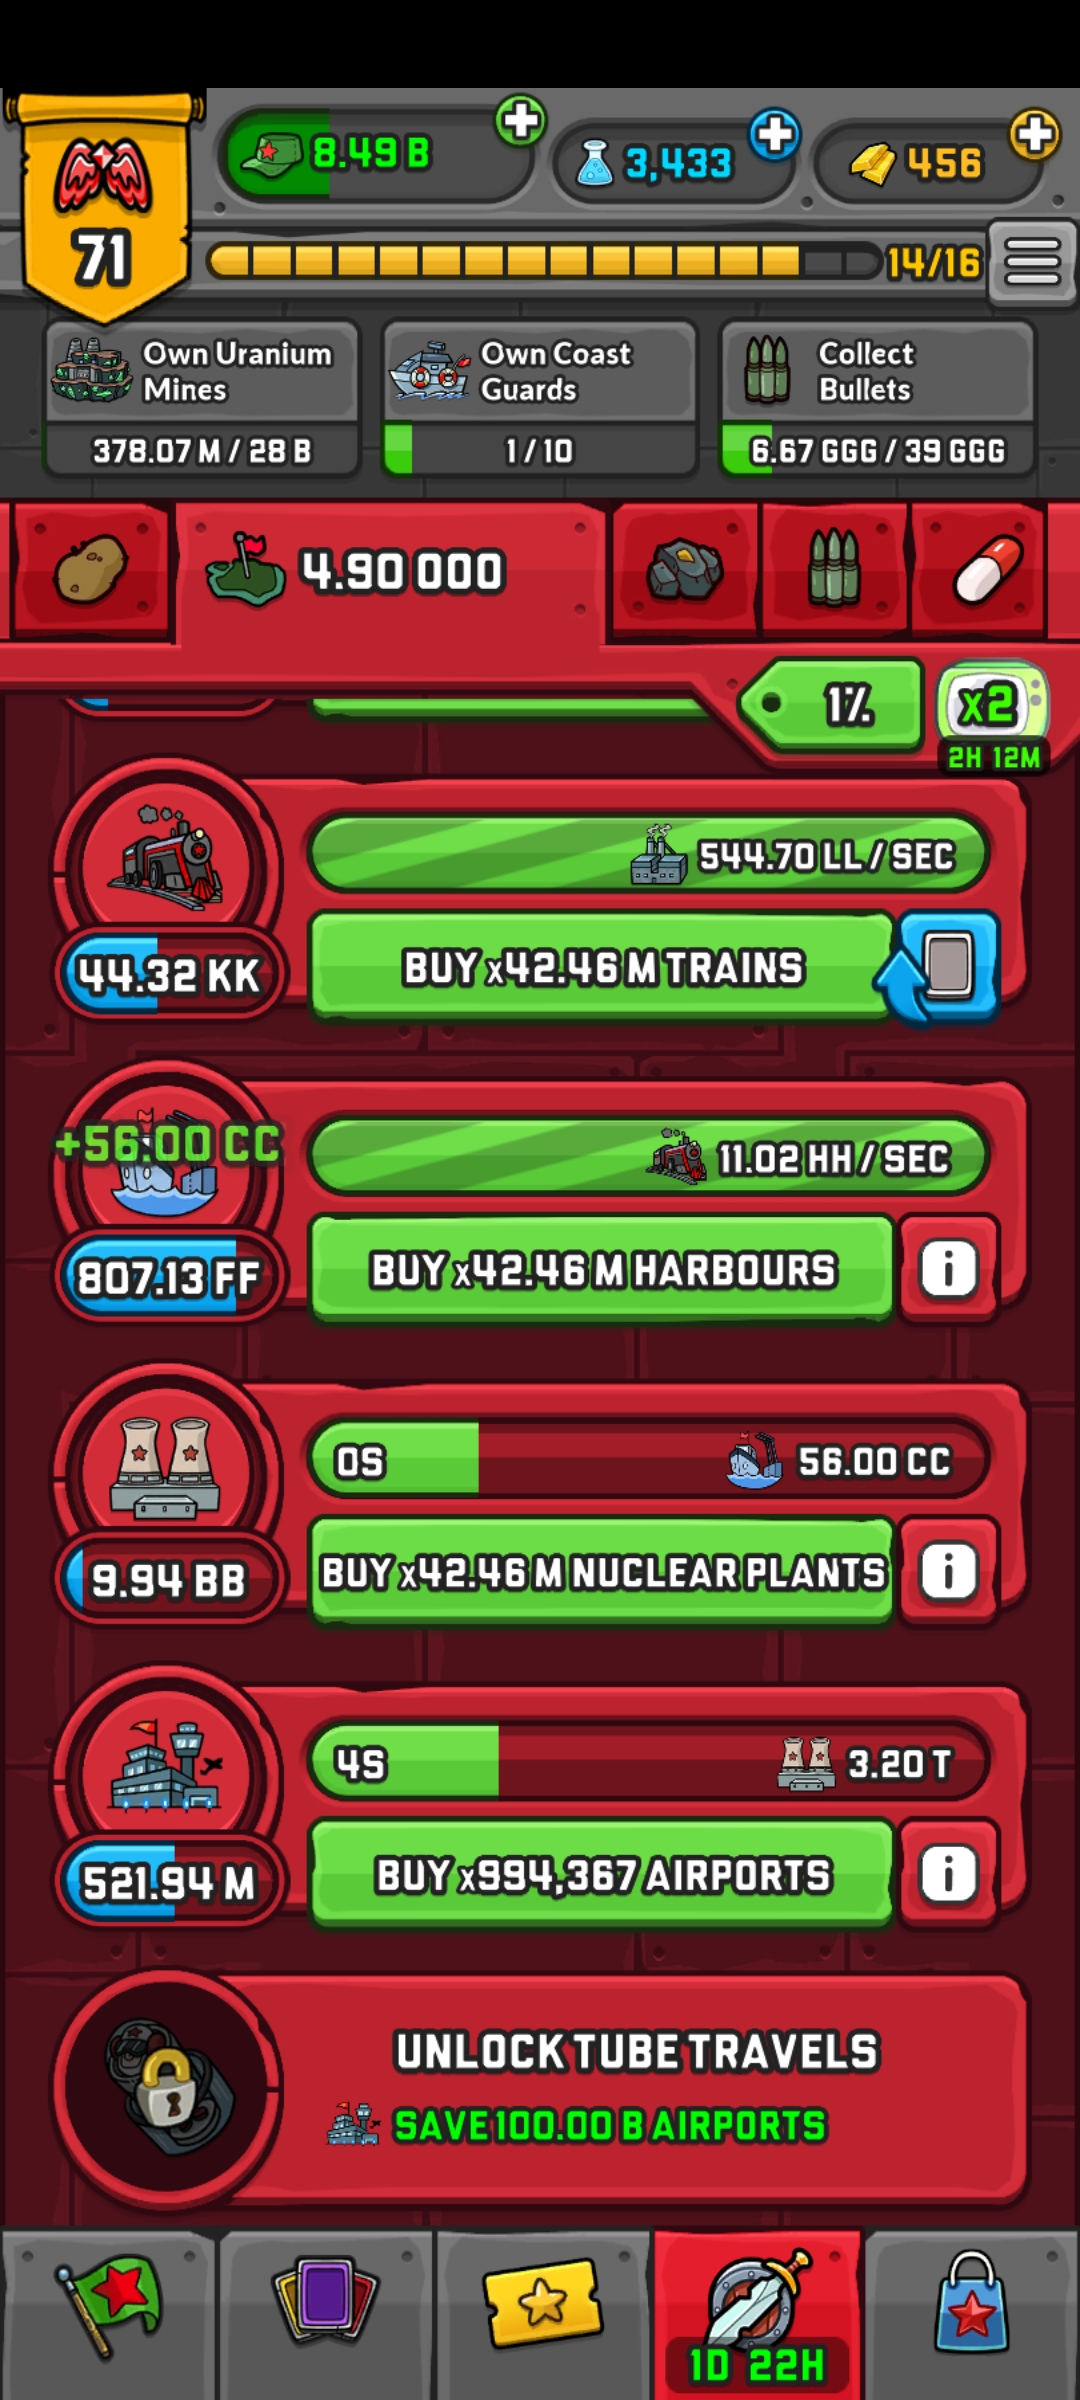 8.49 B
3,433
456
71
14/16
Own Uranium
Mines
378.07 M / 28 B
Own Coast
Guards
1 / 10
Collect
Bullets
6.67 GGG / 39 GGG
4.90 000
1%
x2
2H 12M
544.70 LL / SEC
44.32 KK
BUY x42.46 M TRAINS
+56.00 CC
11.02 HH / SEC
807.13 FF
BUY x42.46 M HARBOURS
i
0S
56.00 CC
9.94 BB
BUY x42.46 M NUCLEAR PLANTS
i
4S
3.20 T
521.94 M
BUY x994,367 AIRPORTS
i
UNLOCK TUBE TRAVELS
SAVE 100.00 B AIRPORTS
1D 22H